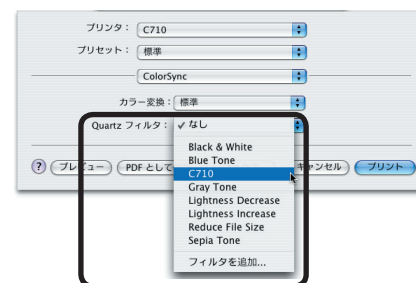 プリンタ： C710
プリセット： 標準
ColorSync
カラー変換： 標準
Quartz フィルタ： ✓ なし
Black & White
Blue Tone
C710
Gray Tone
Lightness Decrease
Lightness Increase
Reduce File Size
Sepia Tone
フィルタを追加...
? プレビュー PDF として キャンセル プリント